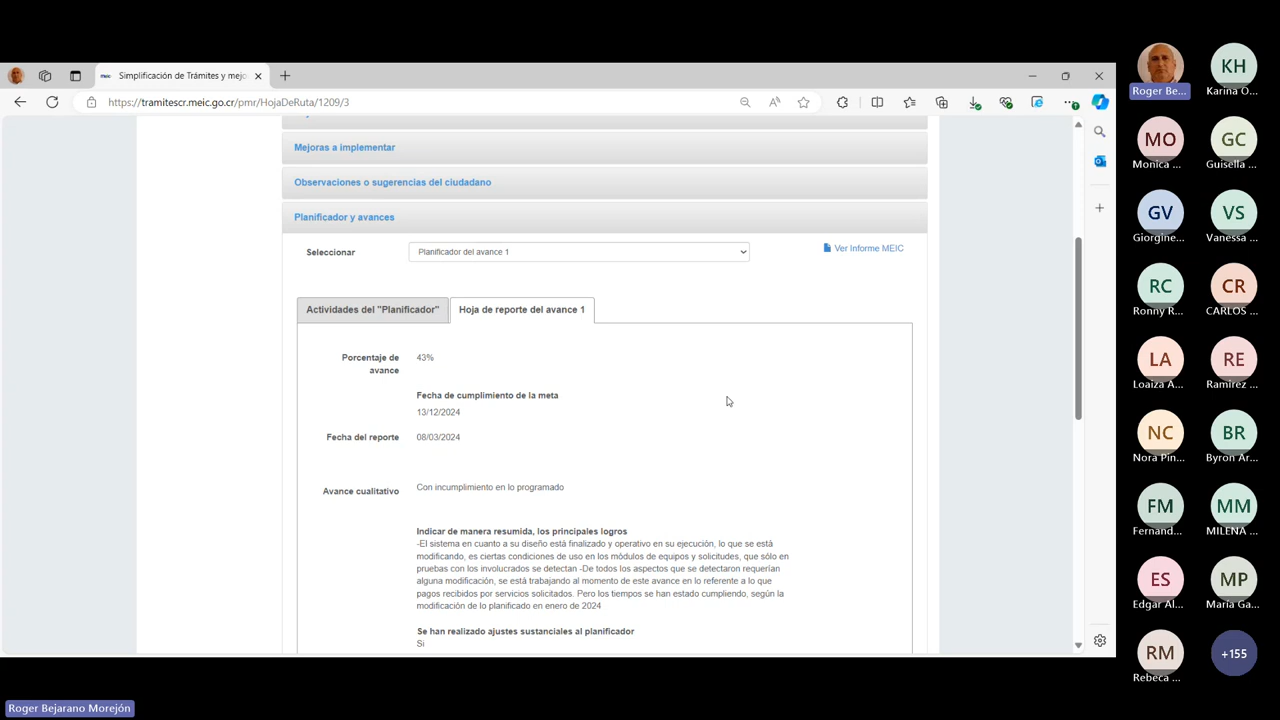 Simplificación de Trámites y mejo
https://tramitescr.meic.go.cr/pmr/HojaDeRuta/1209/3
Mejoras a implementar
Observaciones o sugerencias del ciudadano
Planificador y avances
Seleccionar
Planificador del avance 1
Ver Informe MEIC
Actividades del "Planificador"
Hoja de reporte del avance 1
Porcentaje de avance
43%
Fecha de cumplimiento de la meta
13/12/2024
Fecha del reporte
08/03/2024
Avance cualitativo
Con incumplimiento en lo programado
Indicar de manera resumida, los principales logros
-El sistema en cuanto a su diseño está finalizado y operativo en su ejecución, lo que se está
modificando, es ciertas condiciones de uso en los módulos de equipos y solicitudes, que sólo en
pruebas con los involucrados se detectan -De todos los aspectos que se detectaron requerían
alguna modificación, se está trabajando al momento de este avance en lo referente a lo que
pagos recibidos por servicios solicitados. Pero los tiempos se han estado cumpliendo, según la
modificación de lo planificado en enero de 2024
Se han realizado ajustes sustanciales al planificador
Si
Roger Be...
KH
Karina O...
MO
Monica ...
GC
Guisella ...
GV
Giorgine...
VS
Vanessa ...
RC
Ronny R...
CR
CARLOS ...
LA
Loaiza A...
RE
Ramirez ...
NC
Nora Pin...
BR
Byron Ar...
FM
Fernand...
MM
MILENA ...
ES
Edgar Al...
MP
María Ga...
RM
Rebeca ...
+155
Roger Bejarano Morejón